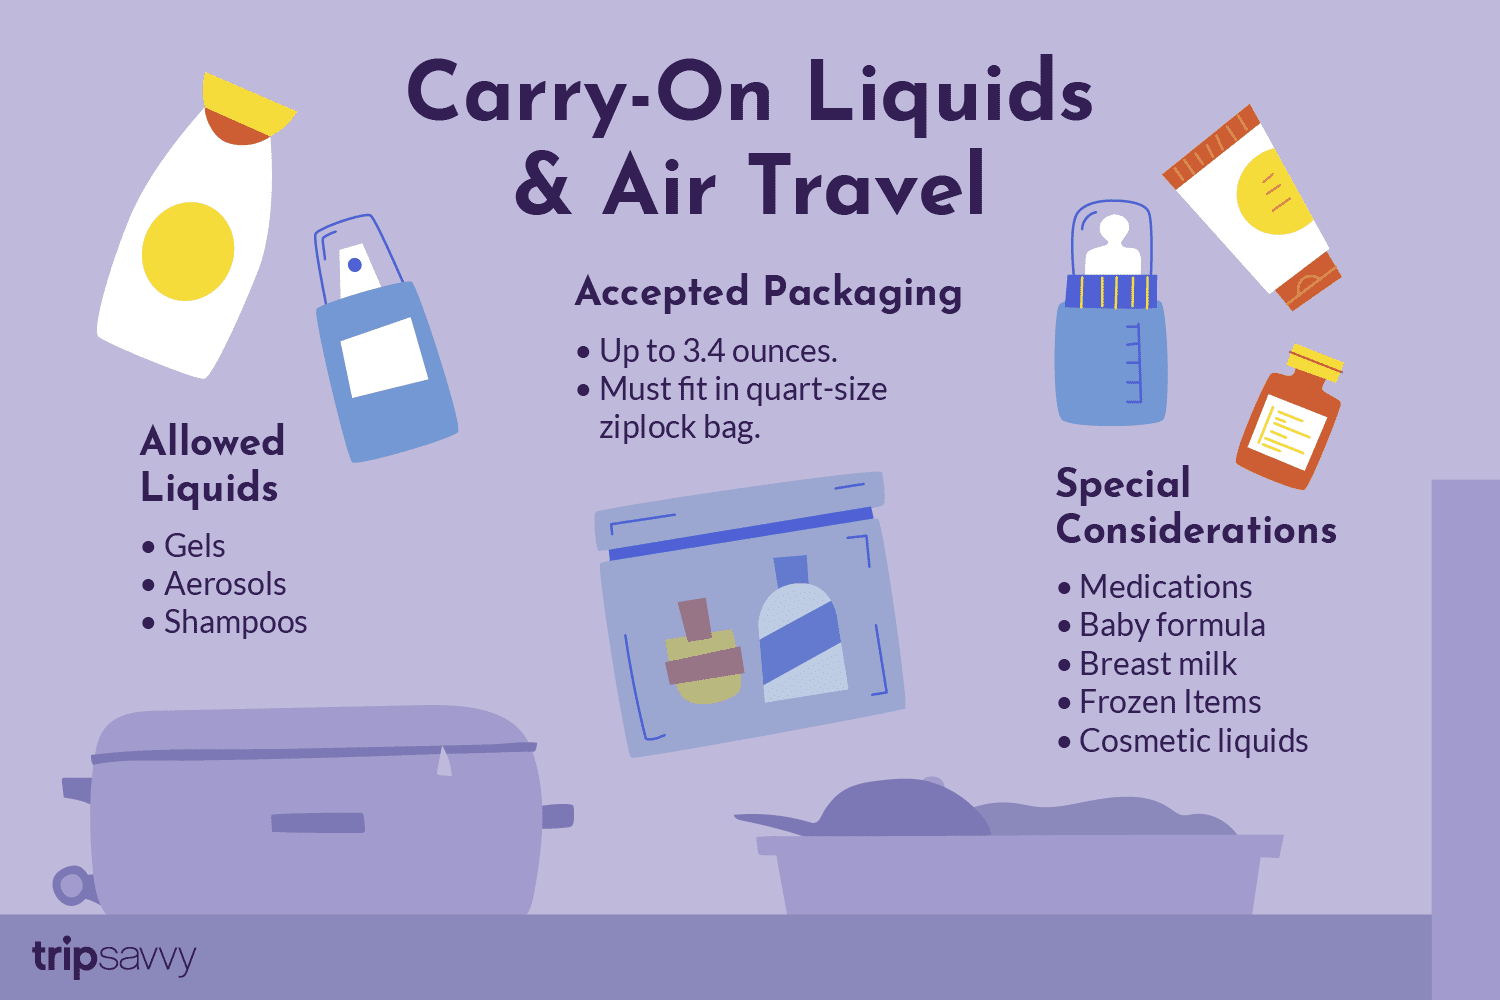 Carry-On Liquids
& Air Travel
Accepted Packaging
• Up to 3.4 ounces.
• Must fit in quart-size
ziplock bag.
Allowed
Liquids
• Gels
• Aerosols
• Shampoos
Special
Considerations
• Medications
• Baby formula
• Breast milk
• Frozen Items
• Cosmetic liquids
tripsavvy